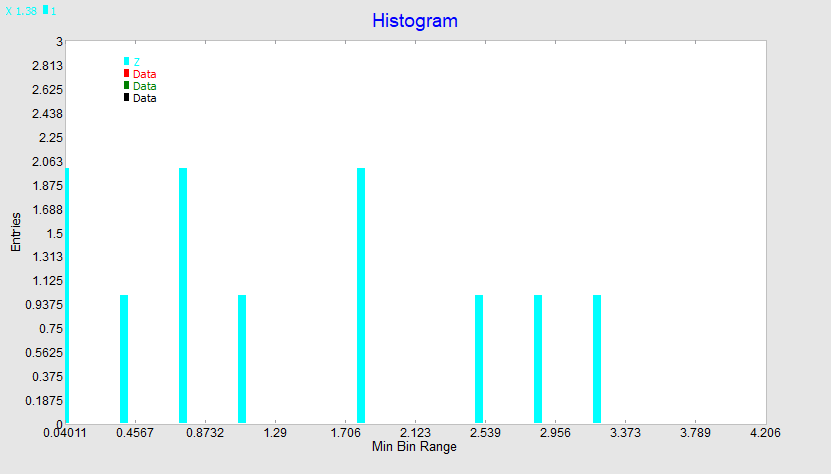 X 1.38 1
Histogram
3
2.813
2.625
2.438
2.25
2.063
1.875
1.688
1.5
1.313
1.125
0.9375
0.75
0.5625
0.375
0.1875
0
Entries
Z
Data
Data
Data
0.04011 0.4567 0.8732 1.29 1.706 2.123 2.539 2.956 3.373 3.789 4.206
Min Bin Range